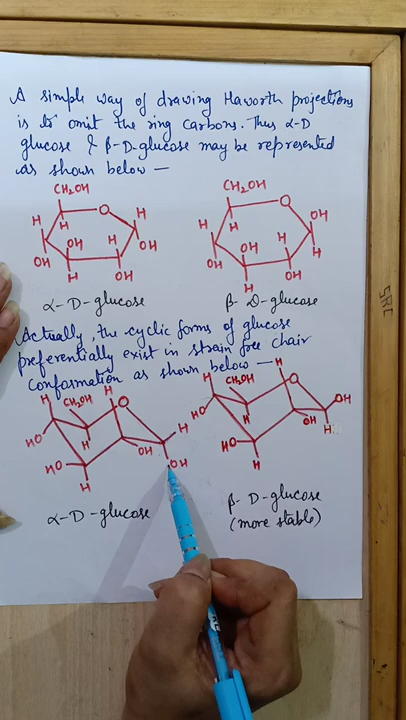 A simple way of drawing Haworth projections
is to omit the ring carbons. Thus α-D
glucose & β-D-glucose may be represented
as shown below —
CH₂OH CH₂OH
O O
H H H OH
H H H H
OH H OH H
OH OH OH H
H OH H OH
α-D-glucose β-D-glucose
Actually, the cyclic forms of glucose
preferentially exist in strain free chair
conformation as shown below —
H CH₂OH H O H CH₂OH H O
HO H H HO H OH
HO OH OH HO OH H
H H
α-D-glucose β-D-glucose
(more stable)